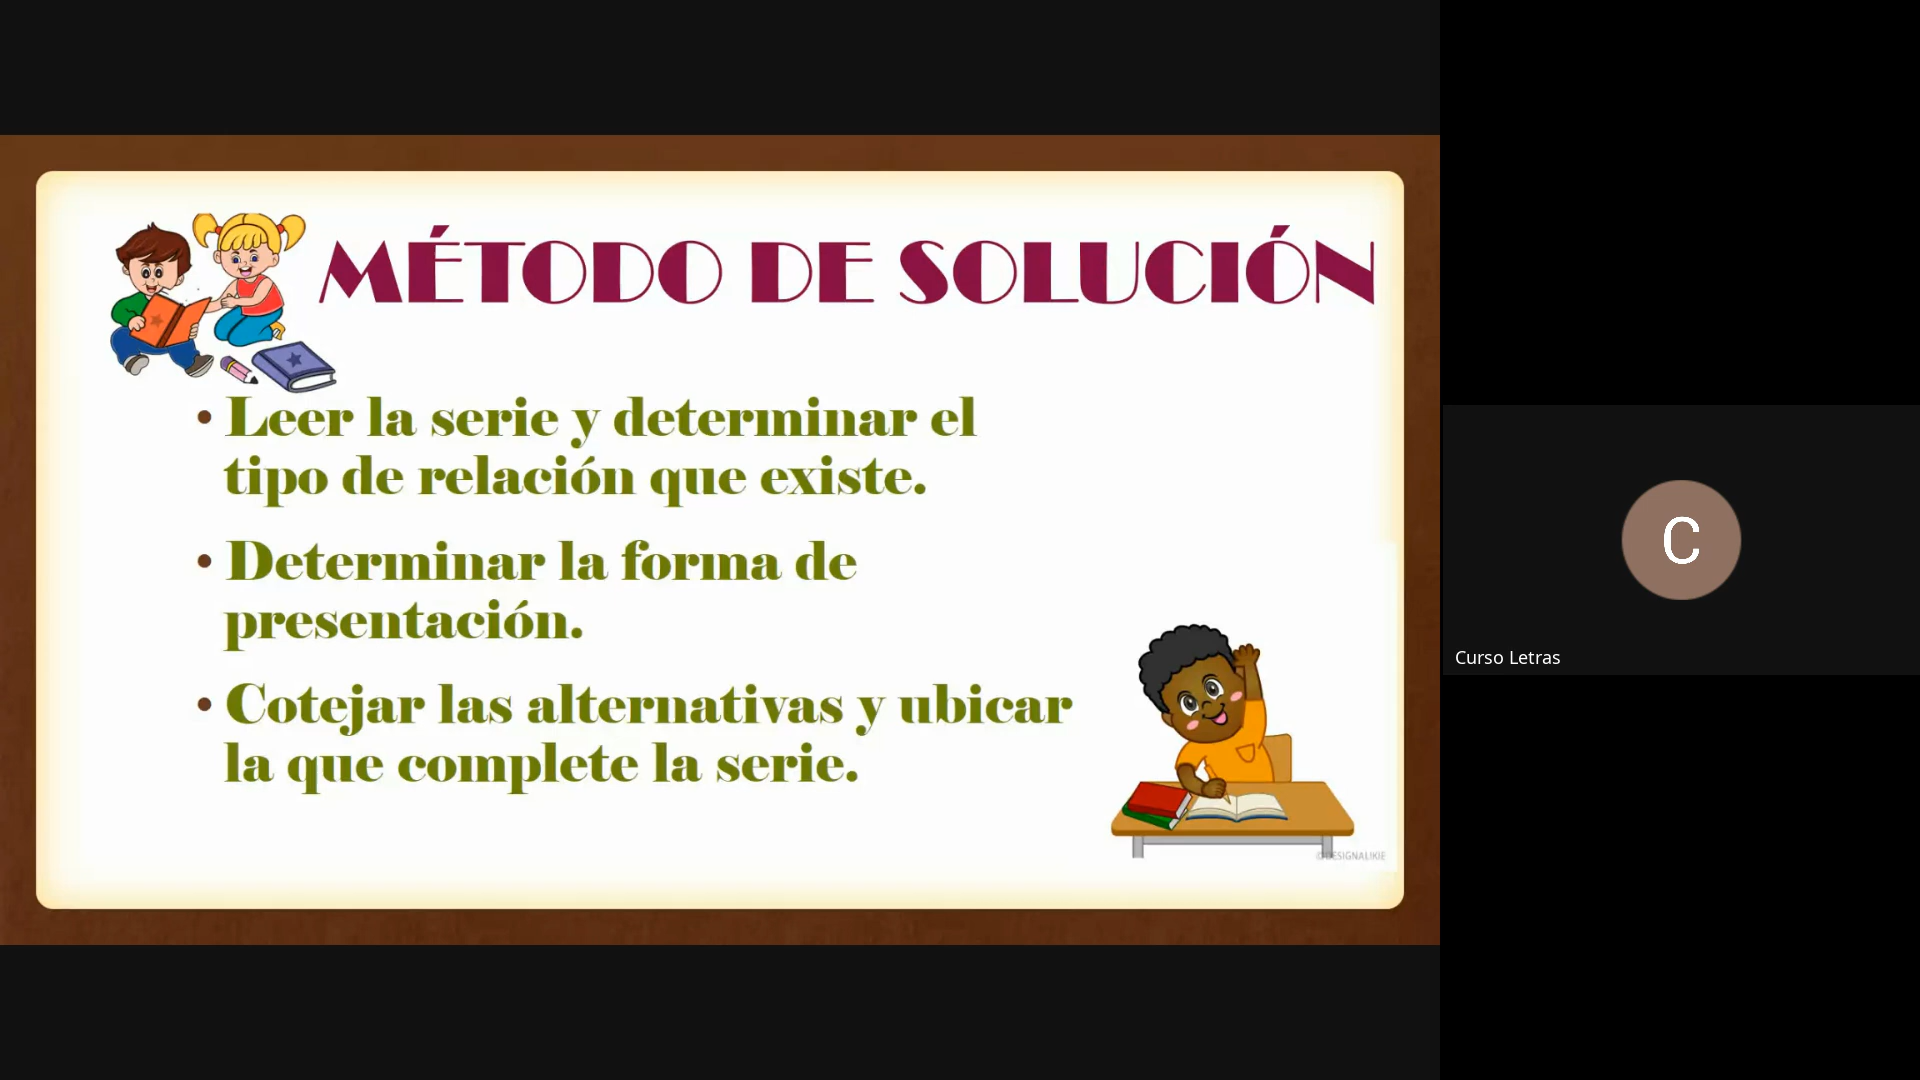 MÉTODO DE SOLUCIÓN
• Leer la serie y determinar el
tipo de relación que existe.
• Determinar la forma de
presentación.
• Cotejar las alternativas y ubicar
la que complete la serie.
©DESIGNALIKIE
C
Curso Letras